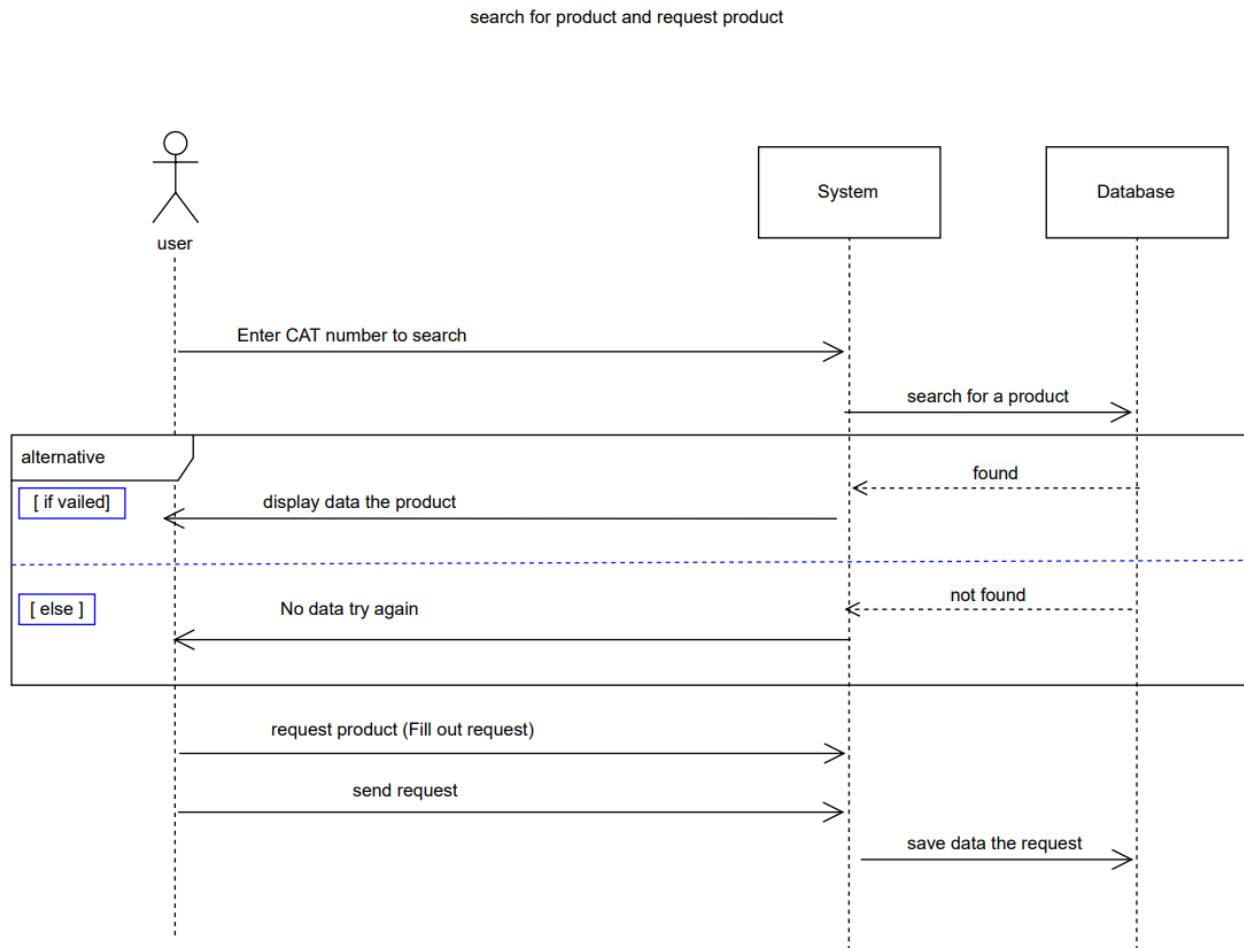 search for product and request product
user
System
Database
Enter CAT number to search
search for a product
alternative
found
[ if vailed]
display data the product
not found
[ else ]
No data try again
request product (Fill out request)
send request
save data the request